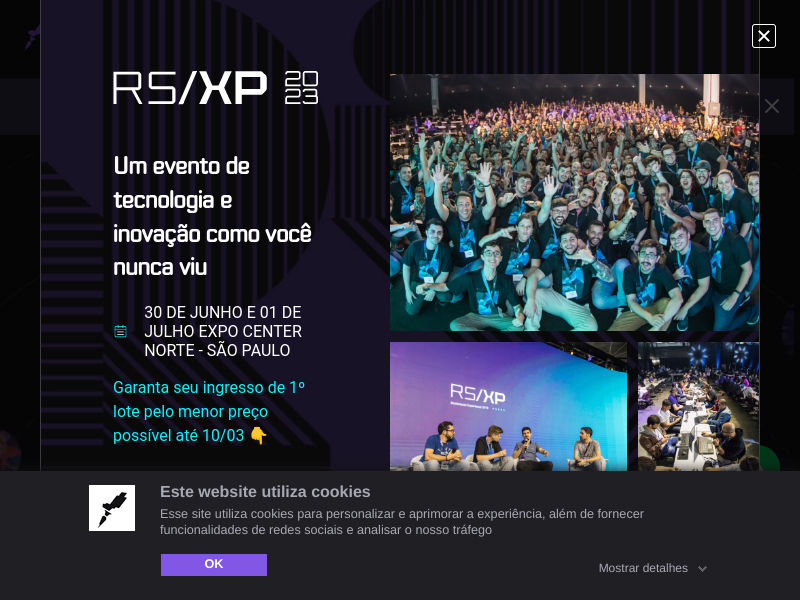 RS/XP 2023
Um evento de
tecnologia e
inovação como você
nunca viu
30 DE JUNHO E 01 DE
JULHO EXPO CENTER
NORTE - SÃO PAULO
Garanta seu ingresso de 1º
lote pelo menor preço
possível até 10/03 👇
RS/XP
Este website utiliza cookies
Esse site utiliza cookies para personalizar e aprimorar a experiência, além de fornecer
funcionalidades de redes sociais e analisar o nosso tráfego
OK
Mostrar detalhes